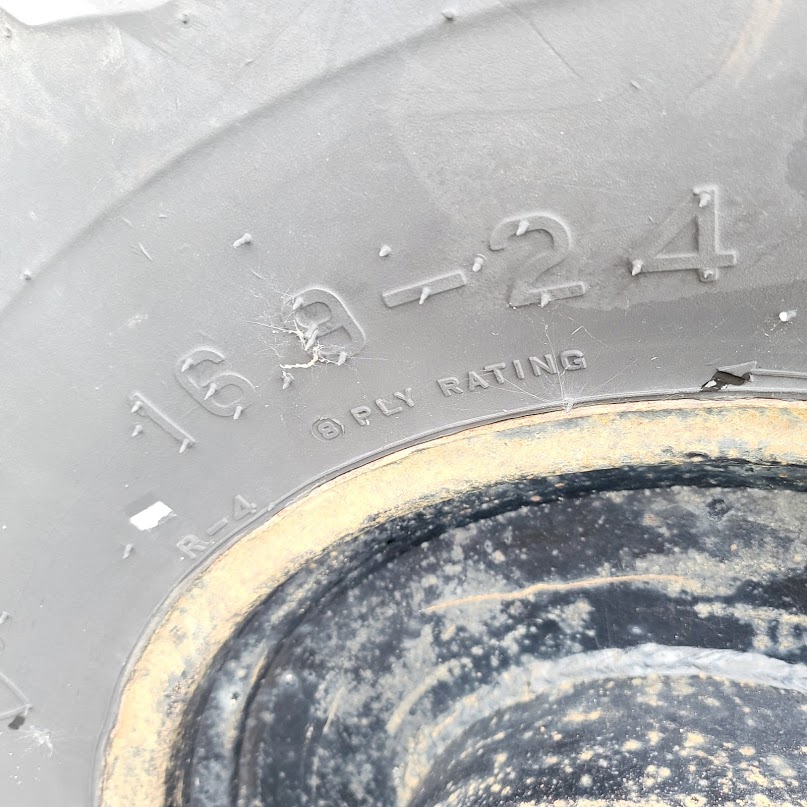 16.9-24
⑧ PLY RATING
R-4